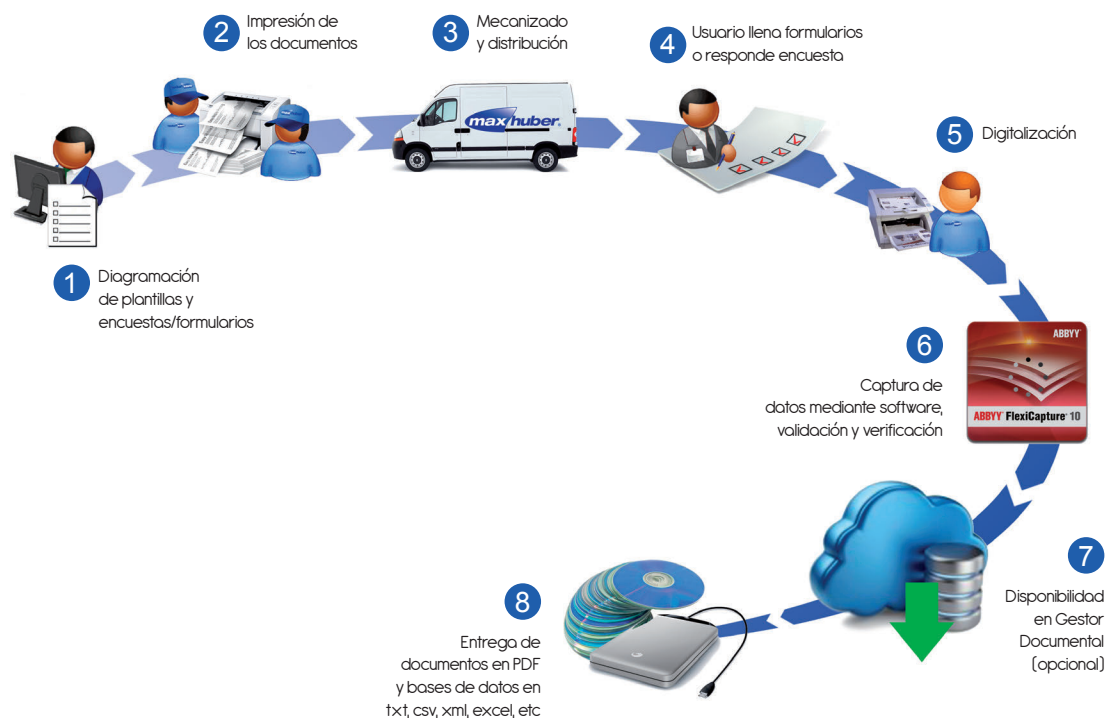 1
Diagramación
de plantillas y
encuestas/formularios
2
Impresión de
los documentos
3
Mecanizado
y distribución
maxhuber
4
Usuario llena formularios
o responde encuesta
5
Digitalización
ABBYY
ABBYY FlexiCapture 10
6
Captura de
datos mediante software,
validación y verificación
7
Disponibilidad
en Gestor
Documental
(opcional)
8
Entrega de
documentos en PDF
y bases de datos en
txt, csv, xml, excel, etc